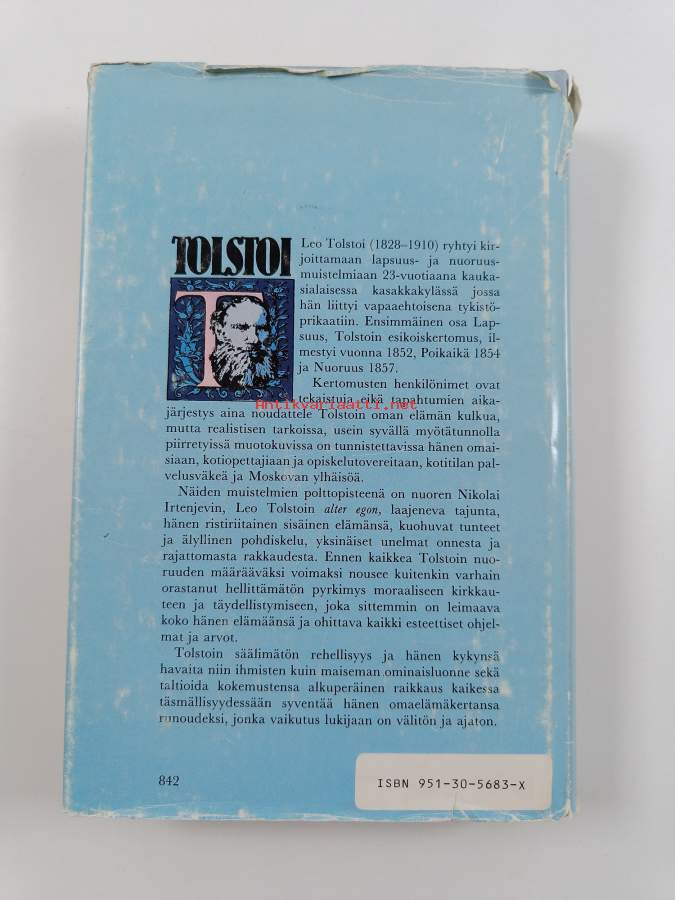 TOLSTOI
T
Leo Tolstoi (1828–1910) ryhtyi kir-
joittamaan lapsuus- ja nuoruus-
muistelmiaan 23-vuotiaana kauka-
sialaisessa kasakkakylässä jossa
hän liittyi vapaaehtoisena tykistö-
prikaatiin. Ensimmäinen osa Lap-
suus, Tolstoin esikoiskertomus, il-
mestyi vuonna 1852, Poikaikä 1854
ja Nuoruus 1857.
Kertomusten henkilönimet ovat
tekaistuja eikä tapahtumien aika-
Antikvariaatti.net
järjestys aina noudattele Tolstoin oman elämän kulkua,
mutta realistisen tarkoissa, usein syvällä myötätunnolla
piirretyissä muotokuvissa on tunnistettavissa hänen omai-
siaan, kotiopettajiaan ja opiskelutovereitaan, kotitilan pal-
velusväkeä ja Moskovan ylhäisöä.
Näiden muistelmien polttopisteenä on nuoren Nikolai
Irtenjevin, Leo Tolstoin alter egon, laajeneva tajunta,
hänen ristiriitainen sisäinen elämänsä, kuohuvat tunteet
ja älyllinen pohdiskelu, yksinäiset unelmat onnesta ja
rajattomasta rakkaudesta. Ennen kaikkea Tolstoin nuo-
ruuden määrääväksi voimaksi nousee kuitenkin varhain
orastanut hellittämätön pyrkimys moraaliseen kirkkau-
teen ja täydellistymiseen, joka sittemmin on leimaava
koko hänen elämäänsä ja ohittava kaikki esteettiset ohjel-
mat ja arvot.
Tolstoin säälimätön rehellisyys ja hänen kykynsä
havaita niin ihmisten kuin maiseman ominaisluonne sekä
taltioida kokemustensa alkuperäinen raikkaus kaikessa
täsmällisyydessään syventää hänen omaelämäkertansa
runoudeksi, jonka vaikutus lukijaan on välitön ja ajaton.
842
ISBN 951-30-5683-X